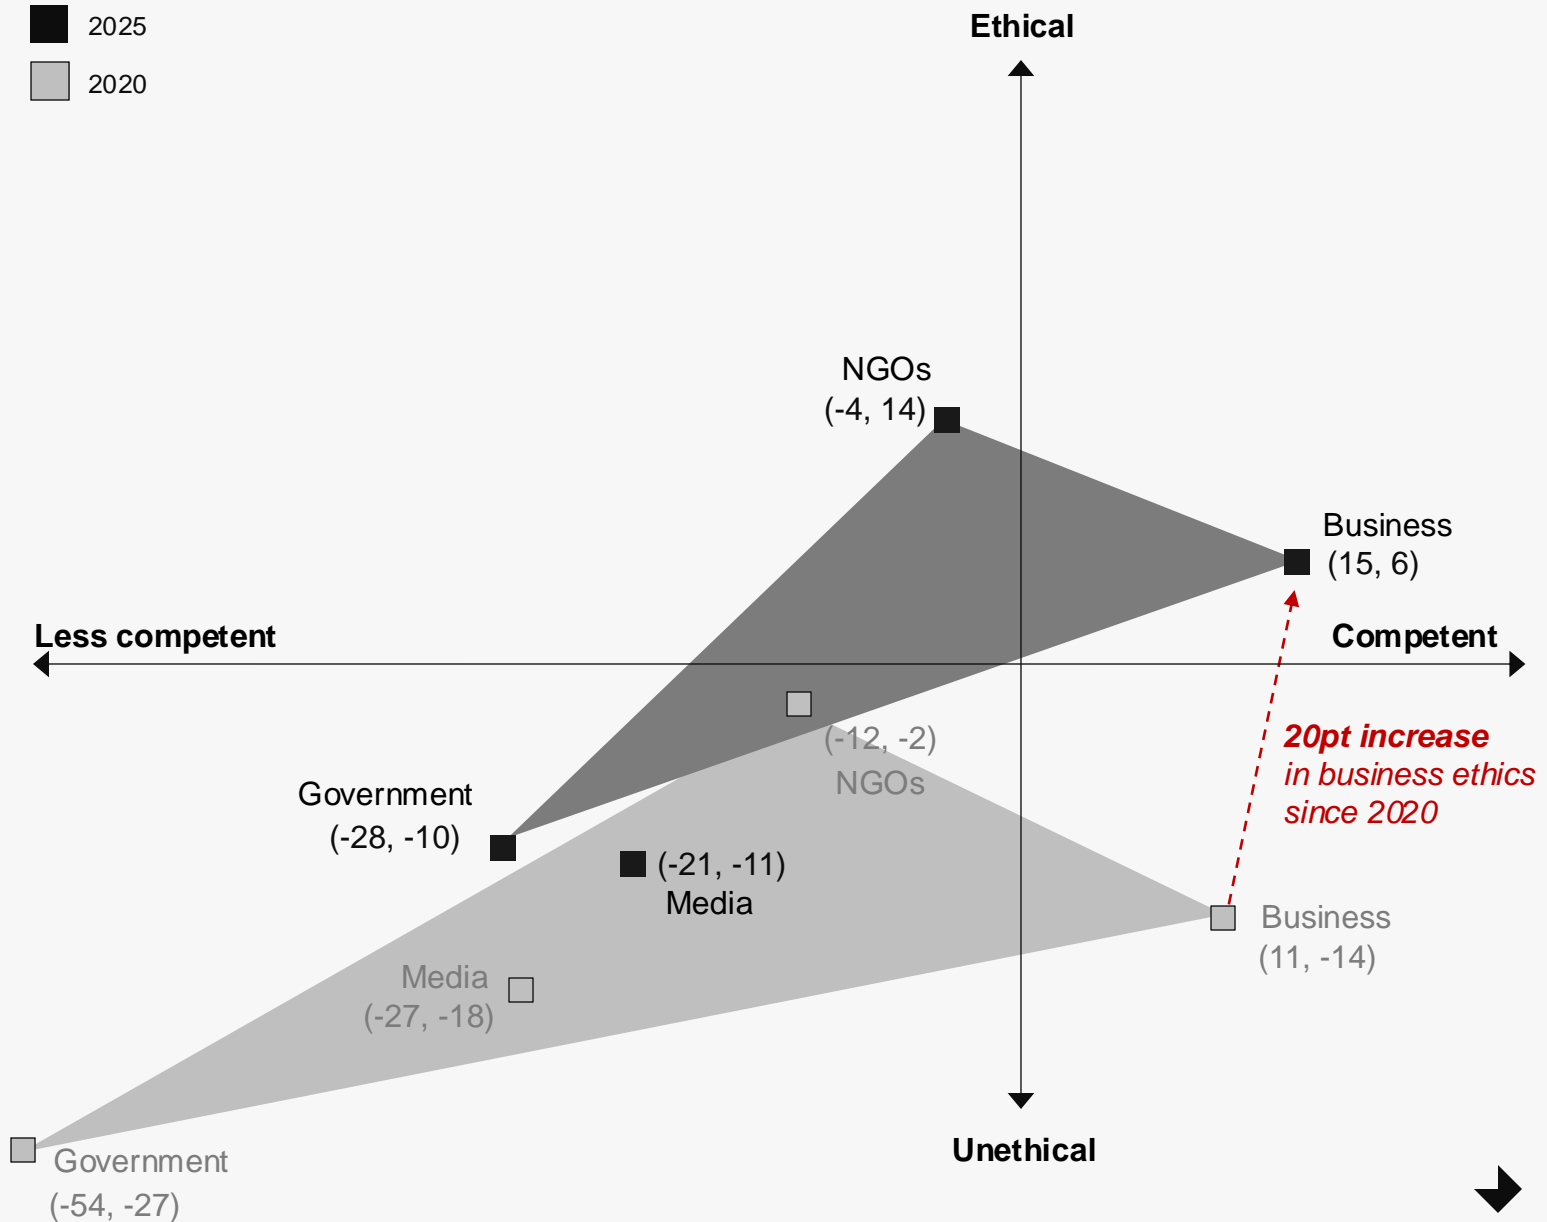 2025
2020
Ethical
NGOs
(-4, 14)
Business
(15, 6)
Less competent
Competent
(-12, -2)
NGOs
20pt increase
in business ethics
since 2020
Government
(-28, -10)
(-21, -11)
Media
Business
(11, -14)
Media
(-27, -18)
Unethical
Government
(-54, -27)